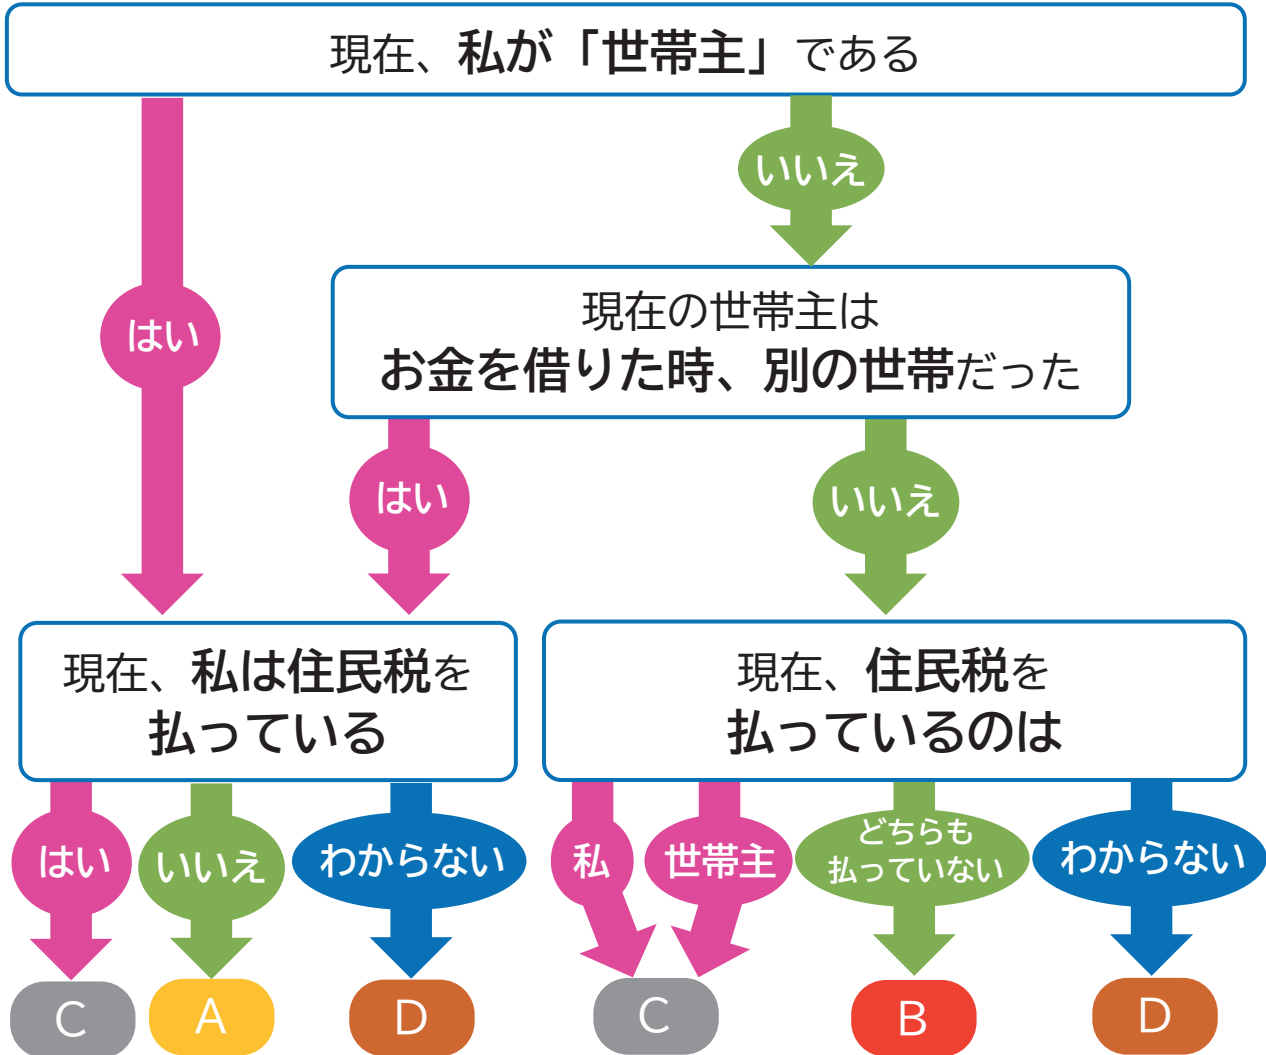 現在、私が「世帯主」である
いいえ
はい
現在の世帯主は
お金を借りた時、別の世帯だった
はい
いいえ
現在、私は住民税を
払っている
現在、住民税を
払っているのは
はい
いいえ
わからない
私
世帯主
どちらも
払っていない
わからない
C
A
D
C
B
D